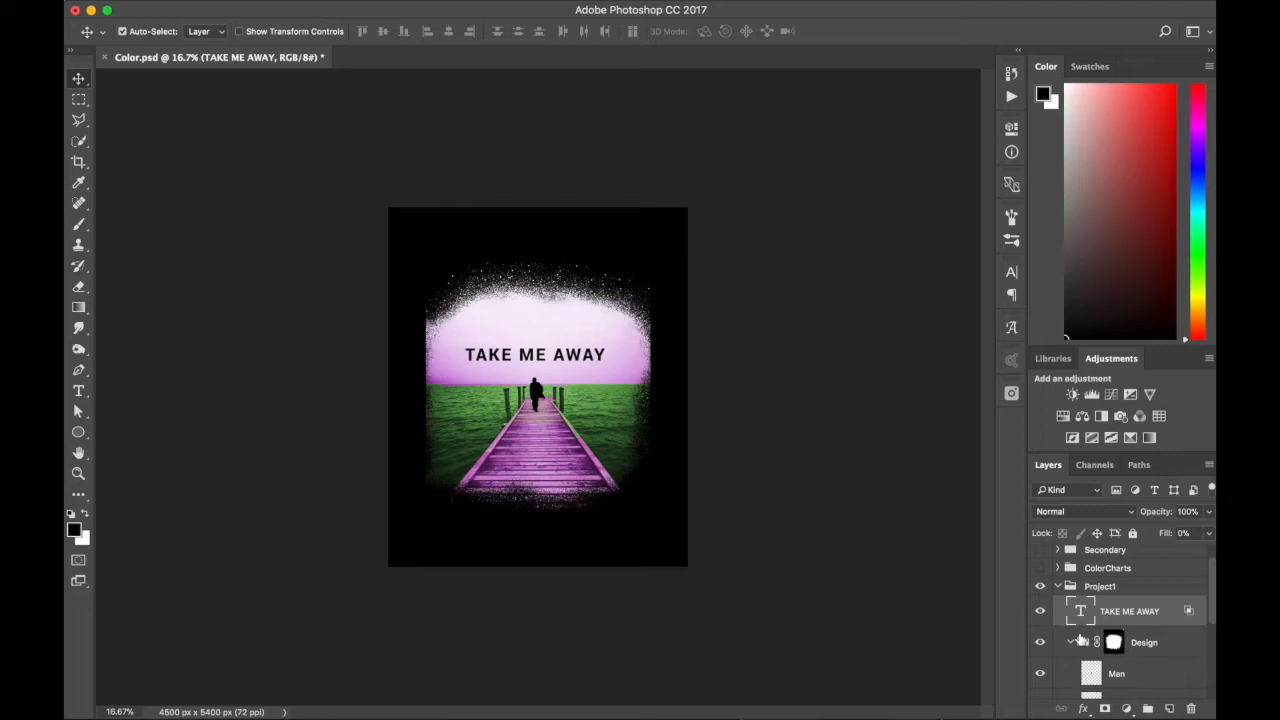 Adobe Photoshop CC 2017
Auto-Select: Layer Show Transform Controls 3D Mode:
× Color.psd @ 16.7% (TAKE ME AWAY, RGB/8#) *
Color Swatches
TAKE ME AWAY
Libraries Adjustments
Add an adjustment
Layers Channels Paths
Kind
Normal Opacity: 100%
Lock: Fill: 0%
Secondary
ColorCharts
Project1
T TAKE ME AWAY
Design
Man
16.67% 4500 px x 5400 px (72 ppi)